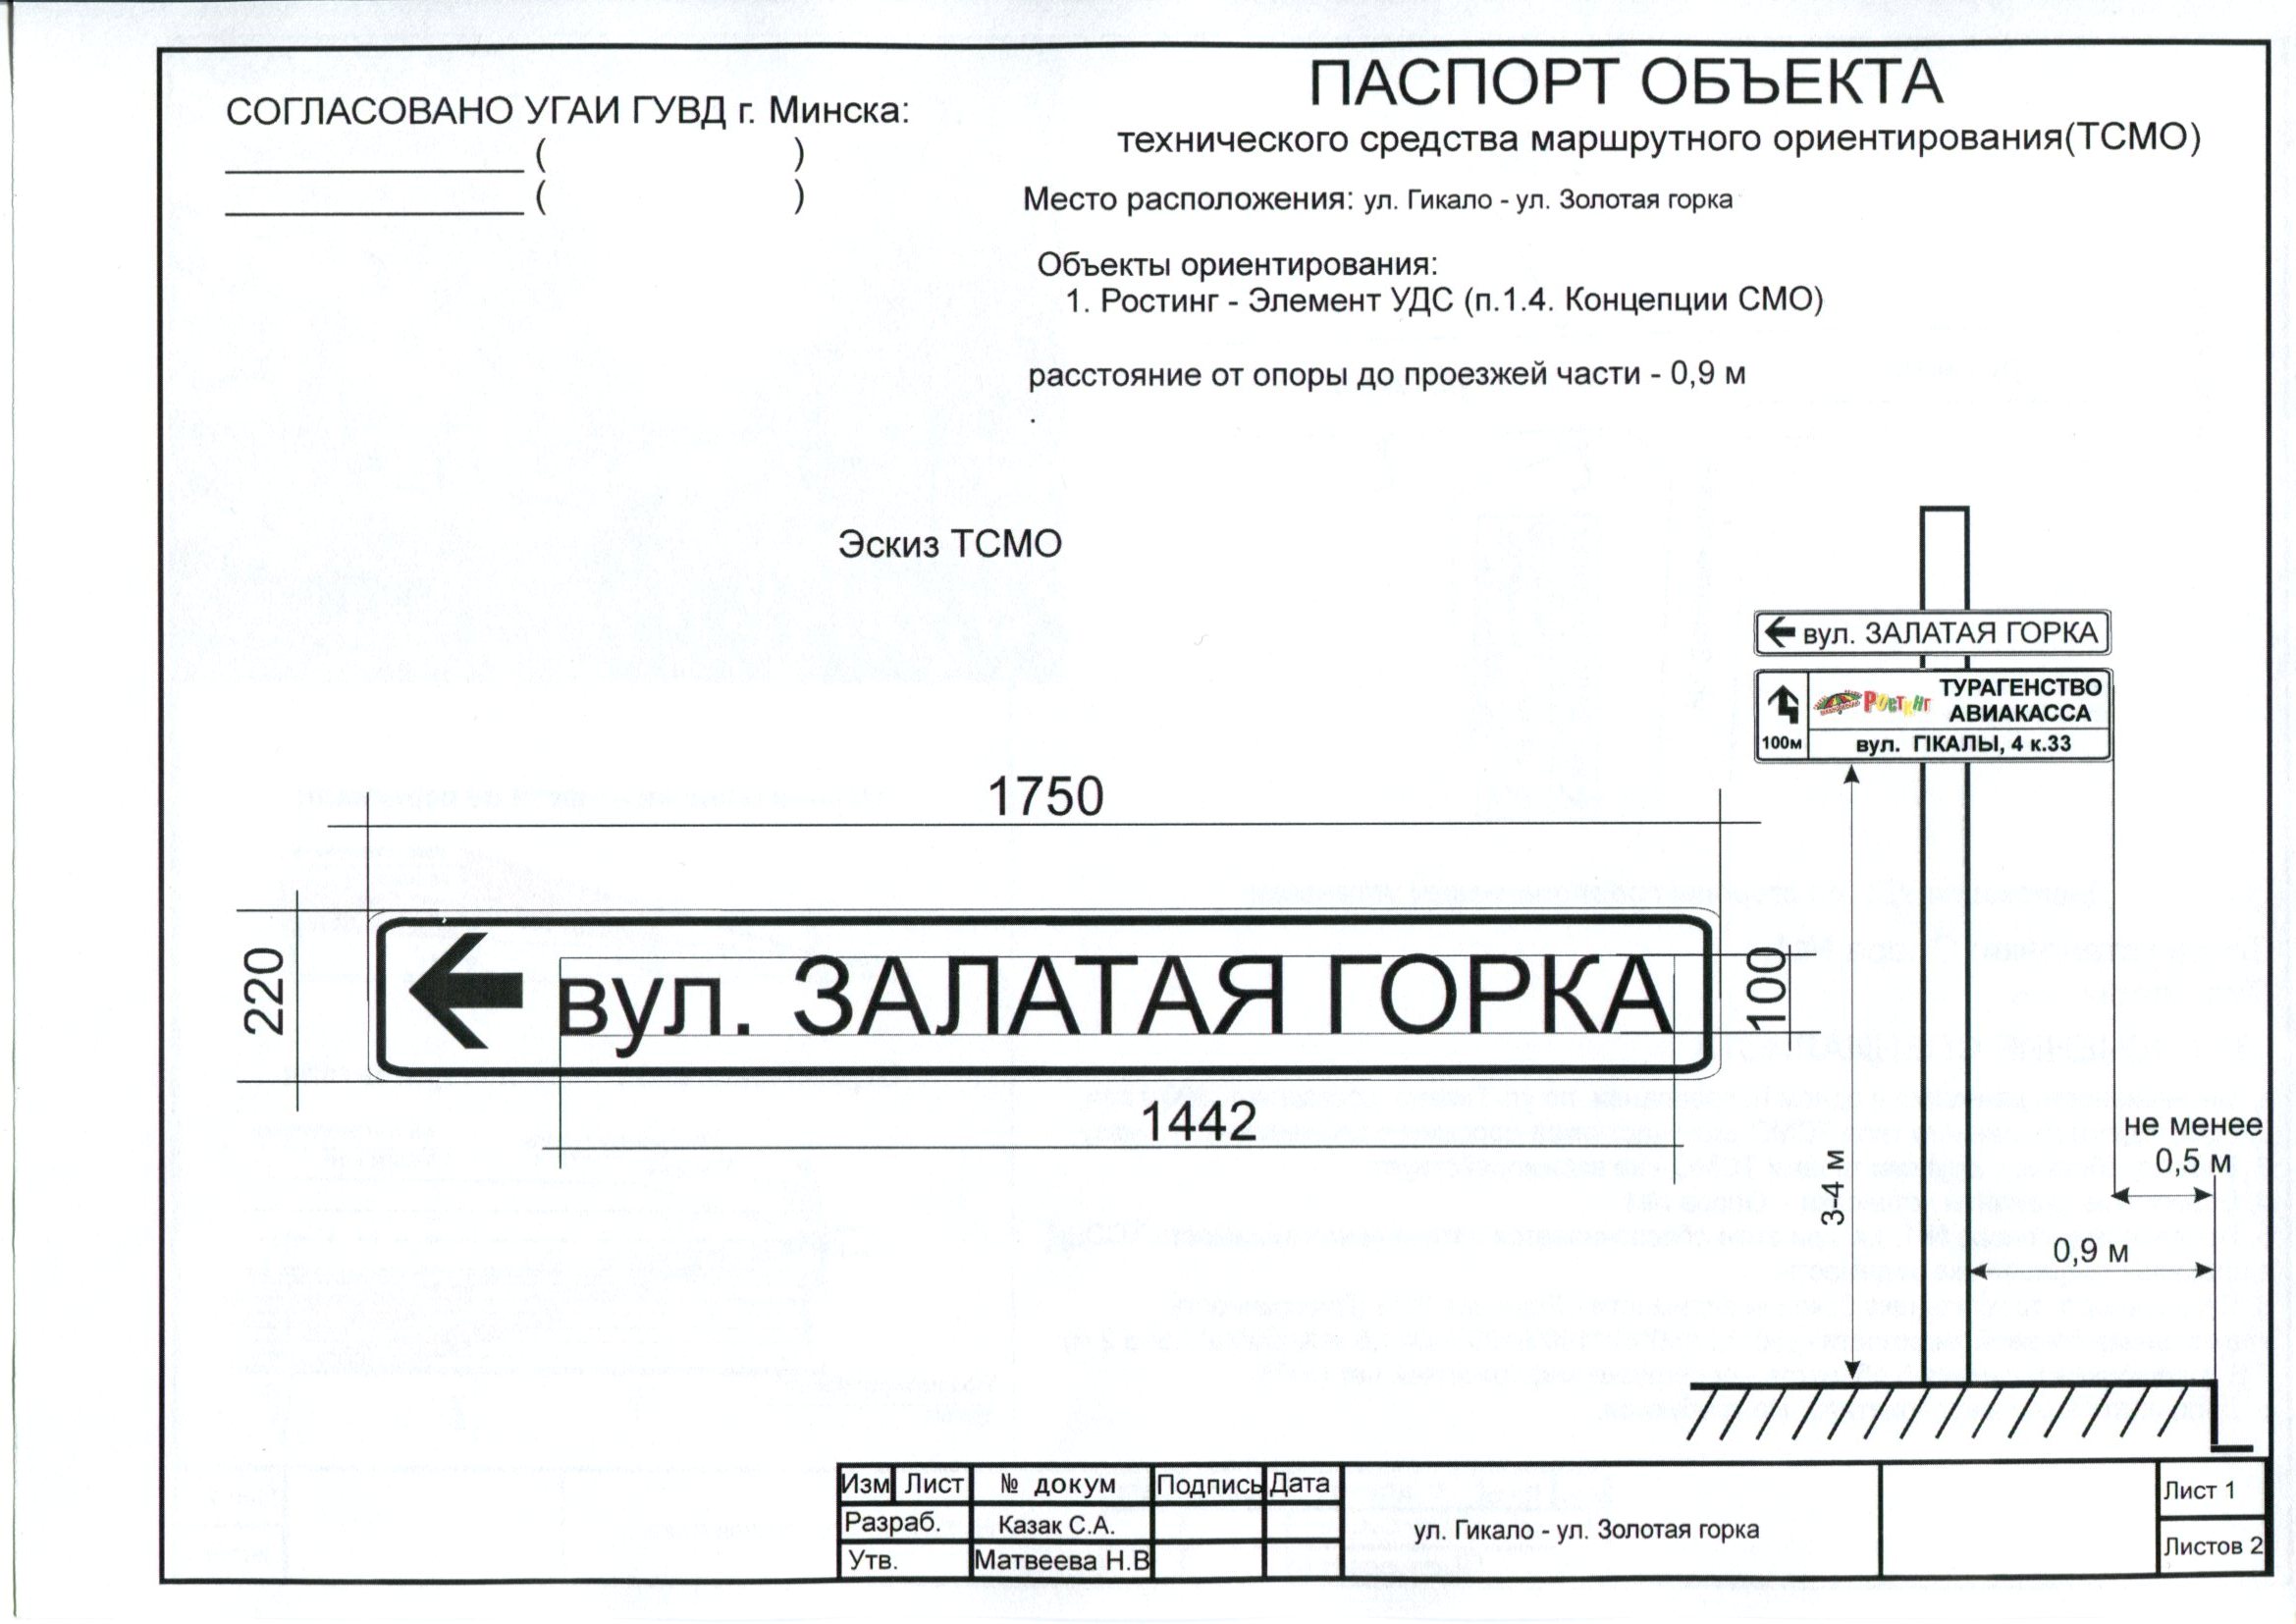 СОГЛАСОВАНО УГАИ ГУВД г. Минска:
( )
( )
ПАСПОРТ ОБЪЕКТА
технического средства маршрутного ориентирования(ТСМО)
Место расположения: ул. Гикало - ул. Золотая горка
Объекты ориентирования:
1. Ростинг - Элемент УДС (п.1.4. Концепции СМО)
расстояние от опоры до проезжей части - 0,9 м
Эскиз ТСМО
вул. ЗАЛАТАЯ ГОРКА
РОСТИНГ
ТУРАГЕНСТВО
АВИАКАССА
100м
вул. ГІКАЛЫ, 4 к.33
1750
220
вул. ЗАЛАТАЯ ГОРКА
100
1442
3-4 м
не менее
0,5 м
0,9 м
Изм Лист № докум Подпись Дата
Разраб. Казак С.А.
Утв. Матвеева Н.В
ул. Гикало - ул. Золотая горка
Лист 1
Листов 2